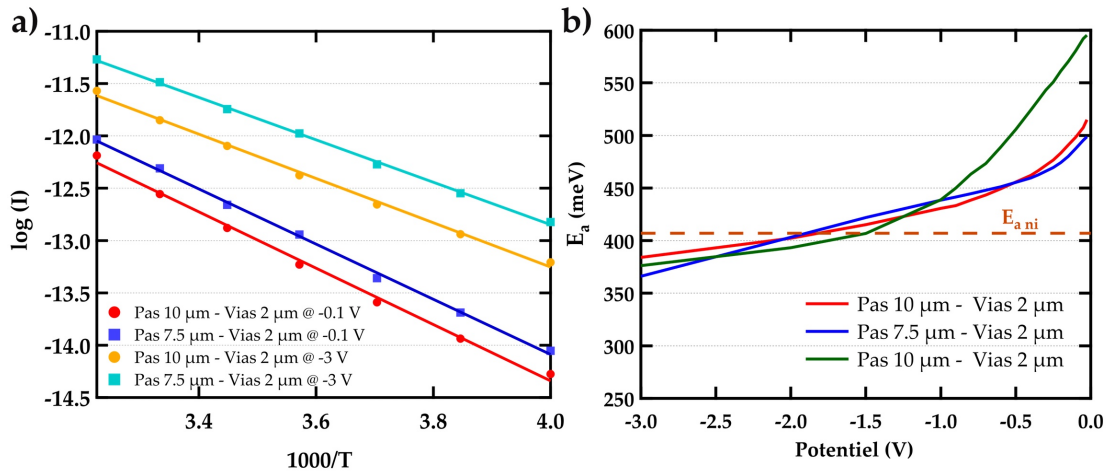 a)
-11.0
-11.5
-12.0
-12.5
-13.0
-13.5
-14.0
-14.5
log (I)
3.4
3.6
3.8
4.0
1000/T
Pas 10 µm - Vias 2 µm @ -0.1 V
Pas 7.5 µm - Vias 2 µm @ -0.1 V
Pas 10 µm - Vias 2 µm @ -3 V
Pas 7.5 µm - Vias 2 µm @ -3 V
b)
600
550
500
450
400
350
300
250
Ea (meV)
Ea ni
Pas 10 µm - Vias 2 µm
Pas 7.5 µm - Vias 2 µm
Pas 10 µm - Vias 2 µm
-3.0
-2.5
-2.0
-1.5
-1.0
-0.5
0.0
Potentiel (V)